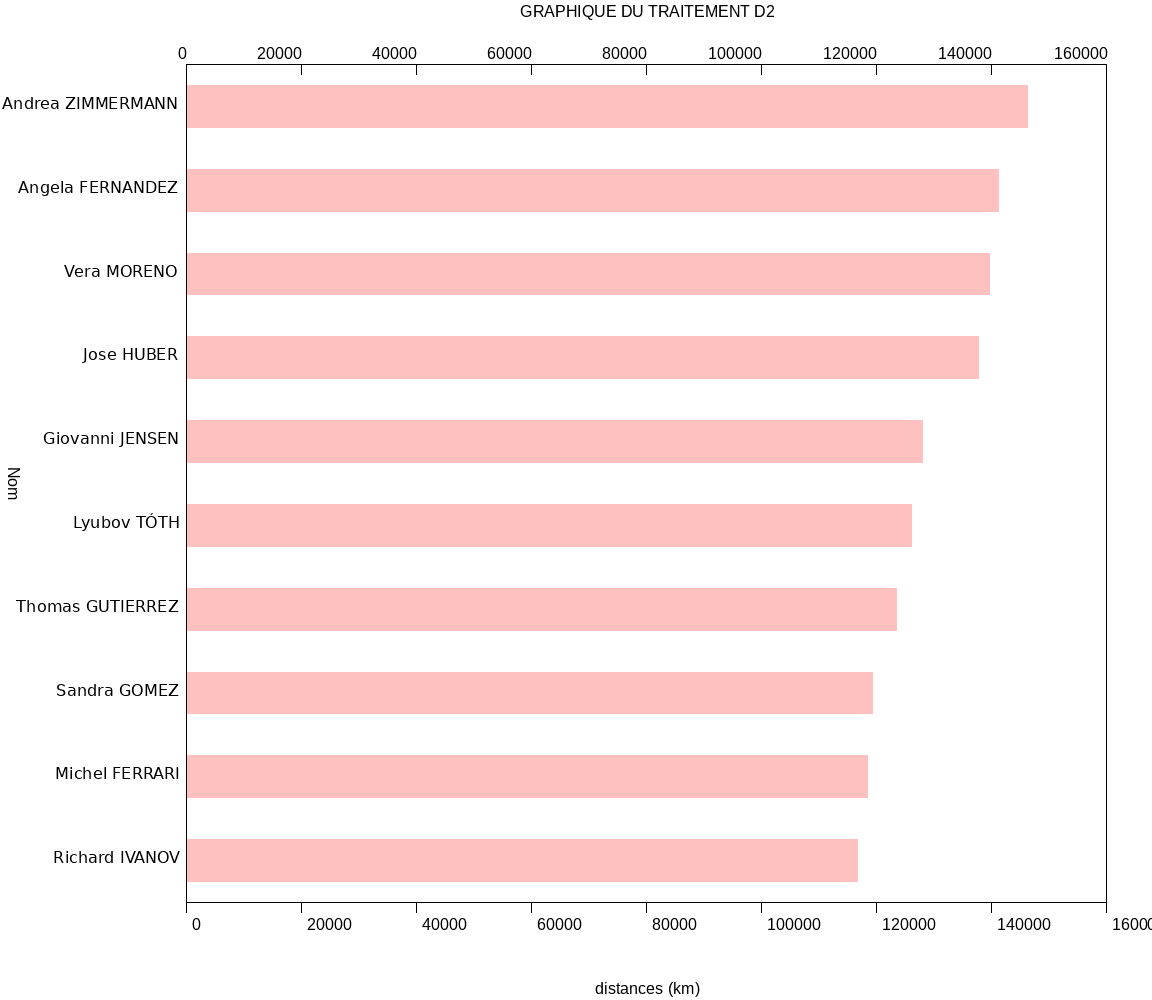 GRAPHIQUE DU TRAITEMENT D2
0 20000 40000 60000 80000 100000 120000 140000 160000
Andrea ZIMMERMANN
Angela FERNANDEZ
Vera MORENO
Jose HUBER
Giovanni JENSEN
Nom
Lyubov TÓTH
Thomas GUTIERREZ
Sandra GOMEZ
Michel FERRARI
Richard IVANOV
0 20000 40000 60000 80000 100000 120000 140000
distances (km)